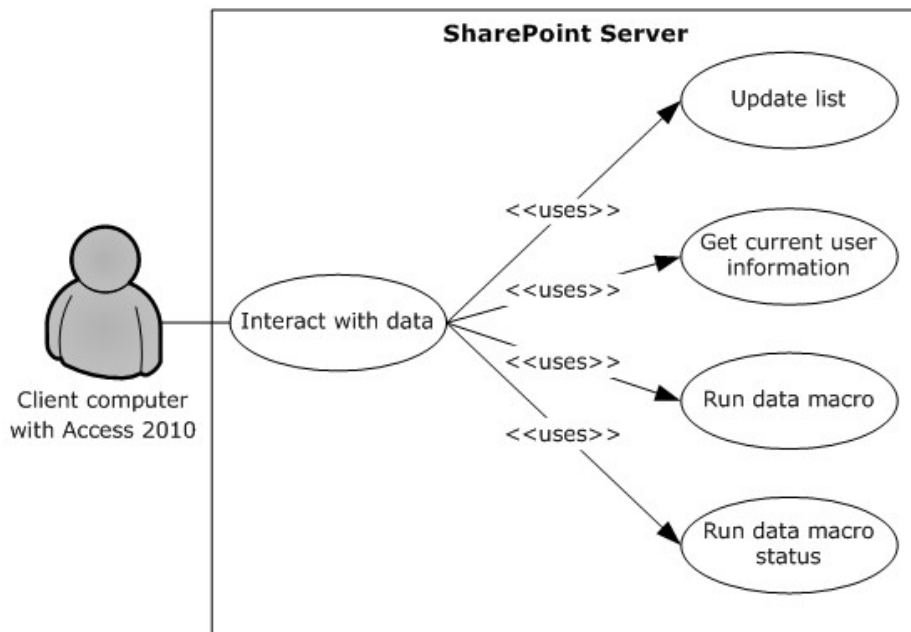 SharePoint Server
Update list
<<uses>>
Get current user
information
<<uses>>
Interact with data
<<uses>>
Run data macro
Client computer
with Access 2010
<<uses>>
Run data macro
status